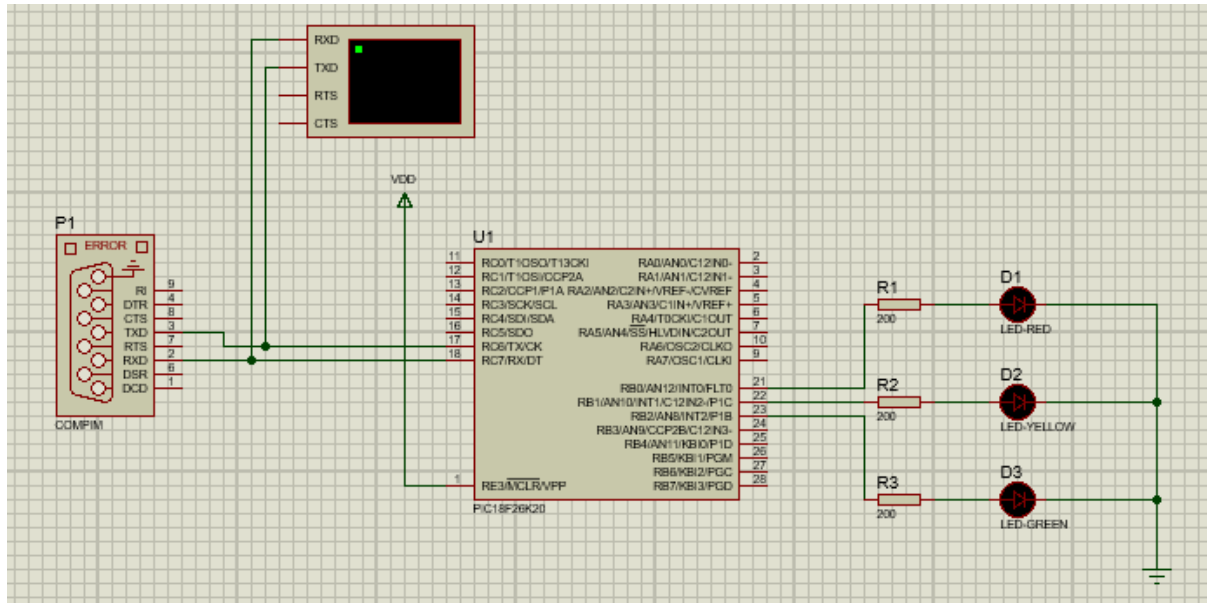 RXD
TXD
RTS
CTS
VDD
P1
ERROR
9
RI
4
DTR
8
CTS
3
TXD
7
RTS
2
RXD
6
DSR
1
DCD
COMPIM
U1
11 RC0/T1OSO/T13CKI RA0/AN0/C12IN0- 2
12 RC1/T1OSI/CCP2A RA1/AN1/C12IN1- 3
13 RC2/CCP1/P1A RA2/AN2/C2IN+/VREF-/CVREF 4
14 RC3/SCK/SCL RA3/AN3/C1IN+/VREF+ 5
15 RC4/SDI/SDA RA4/T0CKI/C1OUT 6
16 RC5/SDO RA5/AN4/SS/HLVDIN/C2OUT 7
17 RC6/TX/CK RA6/OSC2/CLKO 10
18 RC7/RX/DT RA7/OSC1/CLKI 9
RB0/AN12/INT0/FLT0 21
RB1/AN10/INT1/C12IN2-/P1C 22
RB2/AN8/INT2/P1B 23
RB3/AN9/CCP2B/C12IN3- 24
RB4/AN11/KBI0/P1D 25
RB5/KBI1/PGM 26
RB6/KBI2/PGC 27
1 RE3/MCLR/VPP RB7/KBI3/PGD 28
PIC18F26K20
R1
200
D1
LED-RED
R2
200
D2
LED-YELLOW
R3
200
D3
LED-GREEN